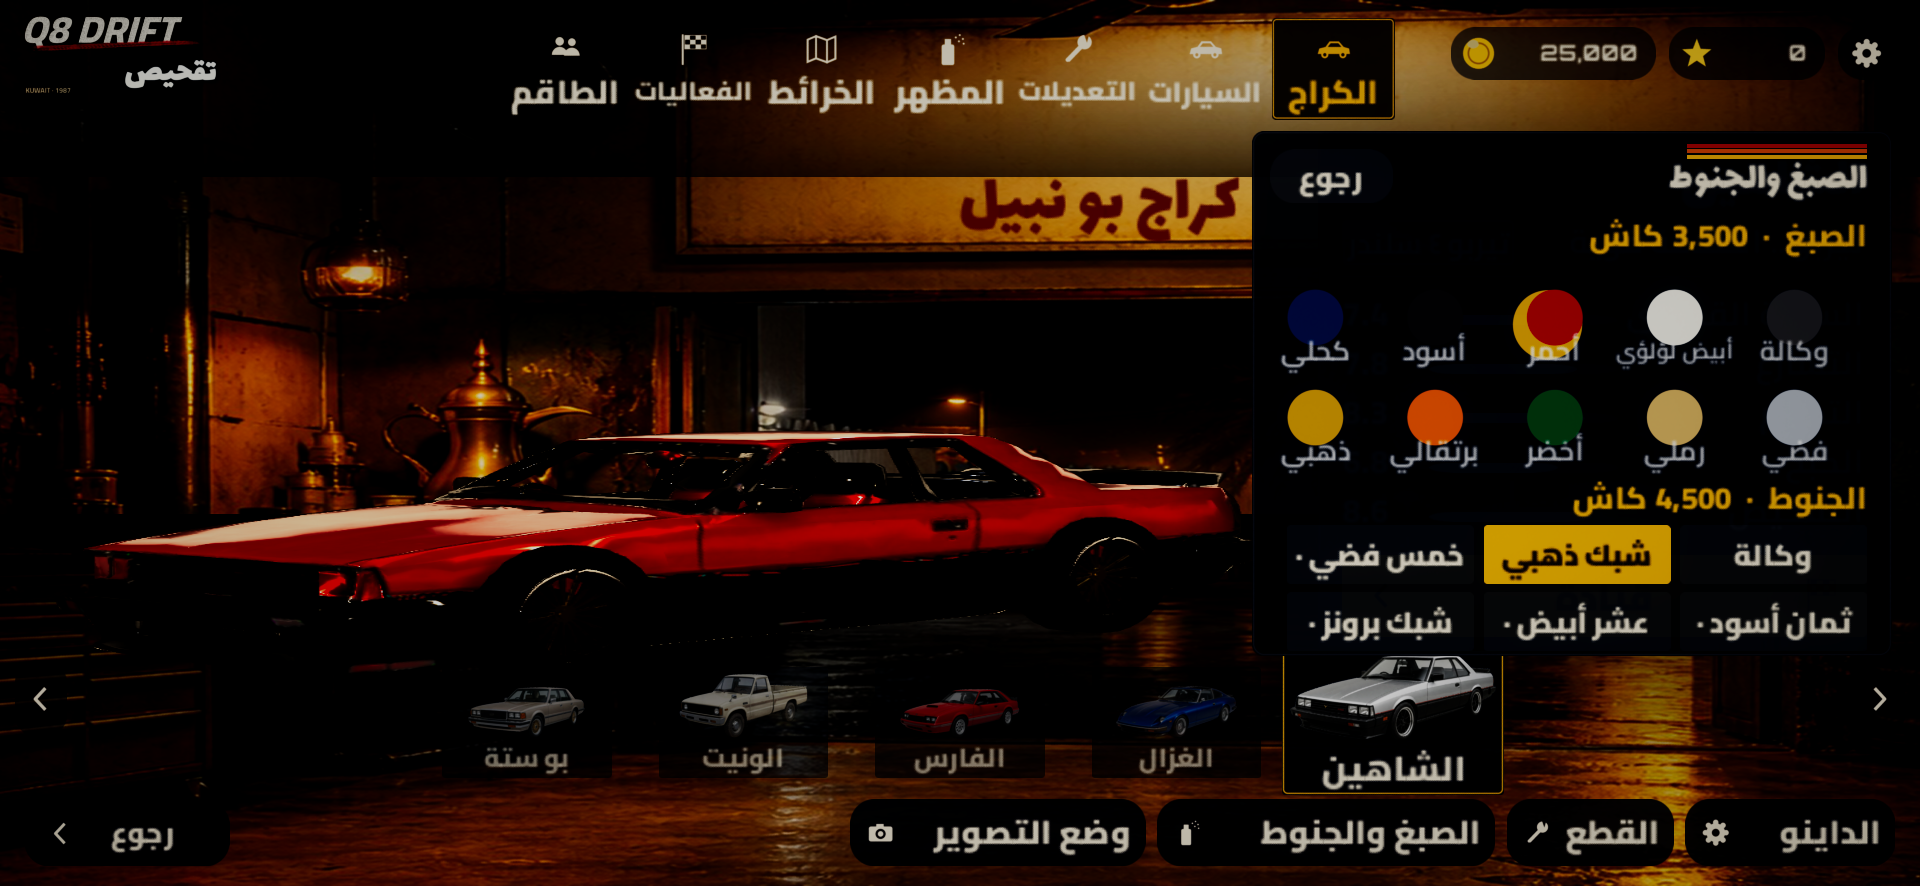 Q8 DRIFT
تفحيص
KUWAIT · 1987
الكراج
السيارات
التعديلات
المظهر
الخرائط
الفعاليات
الطاقم
25,000
0
كراج بو نبيل
الصبغ والجنوط
رجوع
الصبغ · 3,500 كاش
وكالة
أبيض لؤلؤي
أحمر
أسود
كحلي
فضي
رملي
أخضر
برتقالي
ذهبي
الجنوط · 4,500 كاش
وكالة
شبك ذهبي
خمس فضي ·
ثمان أسود ·
عشر أبيض ·
شبك برونز ·
الشاهين
الغزال
الفارس
الونيت
بو ستة
الداينو
القطع
الصبغ والجنوط
وضع التصوير
رجوع